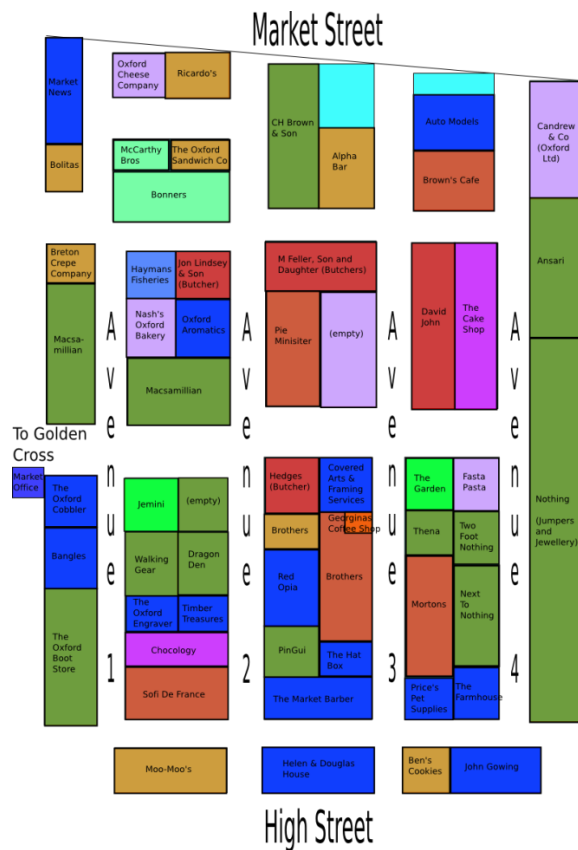 Market Street
Market
News
Oxford
Cheese
Company
Ricardo's
CH Brown
& Son
Auto Models
Candrew
& Co
(Oxford
Ltd)
Bolitas
McCarthy
Bros
The Oxford
Sandwich Co
Bonners
Alpha
Bar
Brown's Cafe
Ansari
Breton
Crepe
Company
Haymans
Fisheries
Jon Lindsey
& Son
(Butcher)
M Feller, Son and
Daughter (Butchers)
David
John
The
Cake
Shop
Macsa-
millian
Nash's
Oxford
Bakery
Oxford
Aromatics
Pie
Minisiter
(empty)
Macsamillian
To Golden
Cross
Market
Office
The
Oxford
Cobbler
Jemini
(empty)
Hedges
(Butcher)
Covered
Arts &
Framing
Services
The
Garden
Fasta
Pasta
Nothing
(Jumpers
and
Jewellery)
Bangles
Walking
Gear
Dragon
Den
Brothers
Georginas
Coffee Shop
Thena
Two
Foot
Nothing
Red
Opia
Brothers
Mortons
Next
To
Nothing
The
Oxford
Boot
Store
The
Oxford
Engraver
Timber
Treasures
Chocology
PinGui
The Hat
Box
Sofi De France
The Market Barber
Price's
Pet
Supplies
The
Farmhouse
Avenue 1
Avenue 2
Avenue 3
Avenue 4
Moo-Moo's
Helen & Douglas
House
Ben's
Cookies
John Gowing
High Street